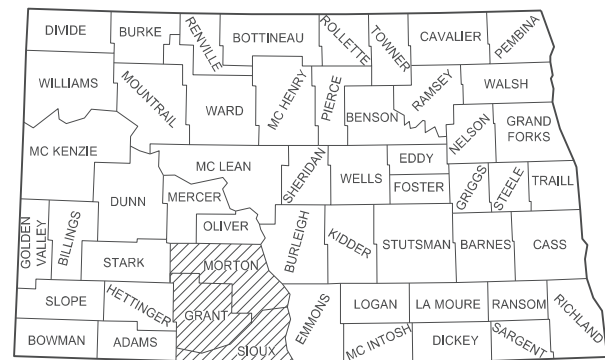 DIVIDE
BURKE
RENVILLE
BOTTINEAU
ROLLETTE
TOWNER
CAVALIER
PEMBINA
WILLIAMS
MOUNTRAIL
WARD
MC HENRY
PIERCE
BENSON
RAMSEY
WALSH
MC KENZIE
NELSON
GRAND
FORKS
DUNN
MC LEAN
MERCER
OLIVER
SHERIDAN
WELLS
EDDY
FOSTER
GRIGGS
STEELE
TRAILL
GOLDEN
VALLEY
BILLINGS
STARK
MORTON
BURLEIGH
KIDDER
STUTSMAN
BARNES
CASS
SLOPE
HETTINGER
GRANT
EMMONS
LOGAN
LA MOURE
RANSOM
RICHLAND
BOWMAN
ADAMS
SIOUX
MC INTOSH
DICKEY
SARGENT